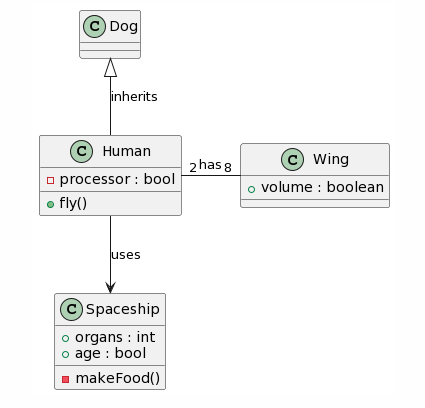 C Dog
inherits
C Human
processor : bool
fly()
2 has 8
C Wing
volume : boolean
uses
C Spaceship
organs : int
age : bool
makeFood()